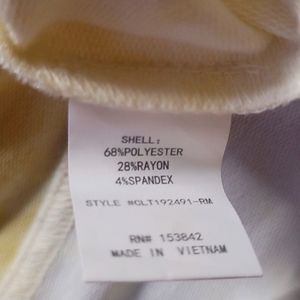 SHELL;
68%POLYESTER
28%RAYON
4%SPANDEX
STYLE #CLT192491-RM
RN# 153842
MADE IN VIETNAM